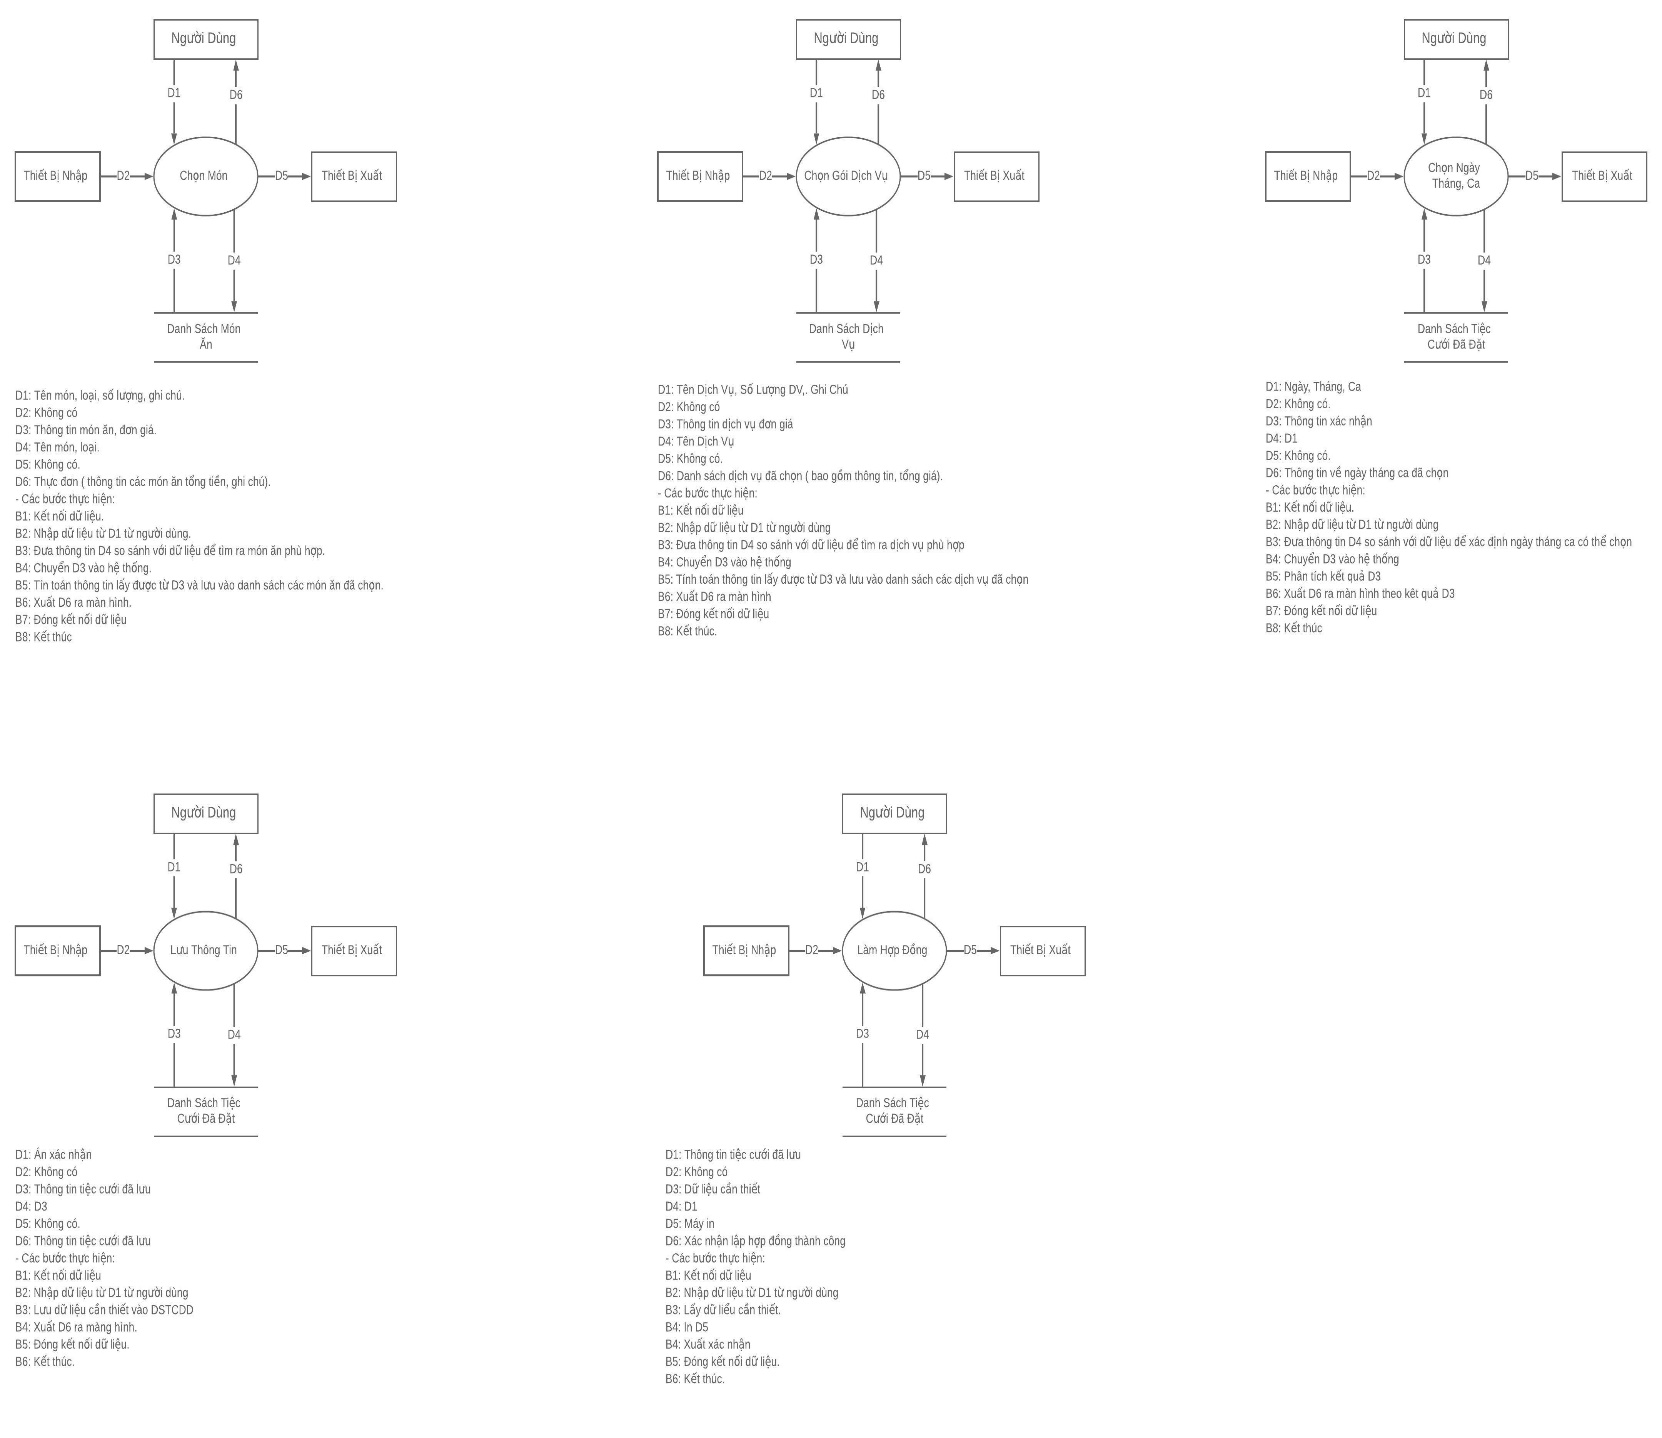 Người Dùng
D1
D6
Thiết Bị Nhập
D2
Chọn Món
D5
Thiết Bị Xuất
D3
D4
Danh Sách Món
Ăn
D1: Tên món, loại, số lượng, ghi chú.
D2: Không có
D3: Thông tin món ăn, đơn giá.
D4: Tên món, loại.
D5: Không có.
D6: Thực đơn ( thông tin các món ăn tổng tiền, ghi chú).
- Các bước thực hiện:
B1: Kết nối dữ liệu.
B2: Nhập dữ liệu từ D1 từ người dùng.
B3: Đưa thông tin D4 so sánh với dữ liệu để tìm ra món ăn phù hợp.
B4: Chuyển D3 vào hệ thống.
B5: Tin toán thông tin lấy được từ D3 và lưu vào danh sách các món ăn đã chọn.
B6: Xuất D6 ra màn hình.
B7: Đóng kết nối dữ liệu
B8: Kết thúc
Người Dùng
D1
D6
Thiết Bị Nhập
D2
Chọn Gói Dịch Vụ
D5
Thiết Bị Xuất
D3
D4
Danh Sách Dịch
Vụ
D1: Tên Dịch Vụ, Số Lượng DV,. Ghi Chú
D2: Không có
D3: Thông tin dịch vụ đơn giá
D4: Tên Dịch Vụ
D5: Không có.
D6: Danh sách dịch vụ đã chọn ( bao gồm thông tin, tổng giá).
- Các bước thực hiện:
B1: Kết nối dữ liệu
B2: Nhập dữ liệu từ D1 từ người dùng
B3: Đưa thông tin D4 so sánh với dữ liệu để tìm ra dịch vụ phù hợp
B4: Chuyển D3 vào hệ thống
B5: Tính toán thông tin lấy được từ D3 và lưu vào danh sách các dịch vụ đã chọn
B6: Xuất D6 ra màn hình
B7: Đóng kết nối dữ liệu
B8: Kết thúc.
Người Dùng
D1
D6
Thiết Bị Nhập
D2
Chọn Ngày
Tháng, Ca
D5
Thiết Bị Xuất
D3
D4
Danh Sách Tiệc
Cưới Đã Đặt
D1: Ngày, Tháng, Ca
D2: Không có.
D3: Thông tin xác nhận
D4: D1
D5: Không có.
D6: Thông tin về ngày tháng ca đã chọn
- Các bước thực hiện:
B1: Kết nối dữ liệu.
B2: Nhập dữ liệu từ D1 từ người dùng
B3: Đưa thông tin D4 so sánh với dữ liệu để xác định ngày tháng ca có thể chọn
B4: Chuyển D3 vào hệ thống
B5: Phân tích kết quả D3
B6: Xuất D6 ra màn hình theo kêt quả D3
B7: Đóng kết nối dữ liệu
B8: Kết thúc
Người Dùng
D1
D6
Thiết Bị Nhập
D2
Lưu Thông Tin
D5
Thiết Bị Xuất
D3
D4
Danh Sách Tiệc
Cưới Đã Đặt
D1: Ấn xác nhận
D2: Không có
D3: Thông tin tiệc cưới đã lưu
D4: D3
D5: Không có.
D6: Thông tin tiệc cưới đã lưu
- Các bước thực hiện:
B1: Kết nối dữ liệu
B2: Nhập dữ liệu từ D1 từ người dùng
B3: Lưu dữ liệu cần thiết vào DSTCDD
B4: Xuất D6 ra màng hình.
B5: Đóng kết nối dữ liệu.
B6: Kết thúc.
Người Dùng
D1
D6
Thiết Bị Nhập
D2
Làm Hợp Đồng
D5
Thiết Bị Xuất
D3
D4
Danh Sách Tiệc
Cưới Đã Đặt
D1: Thông tin tiệc cưới đã lưu
D2: Không có
D3: Dữ liệu cần thiết
D4: D1
D5: Máy in
D6: Xác nhận lập hợp đồng thành công
- Các bước thực hiện:
B1: Kết nối dữ liệu
B2: Nhập dữ liệu từ D1 từ người dùng
B3: Lấy dữ liểu cần thiết.
B4: In D5
B4: Xuất xác nhận
B5: Đóng kết nối dữ liệu.
B6: Kết thúc.